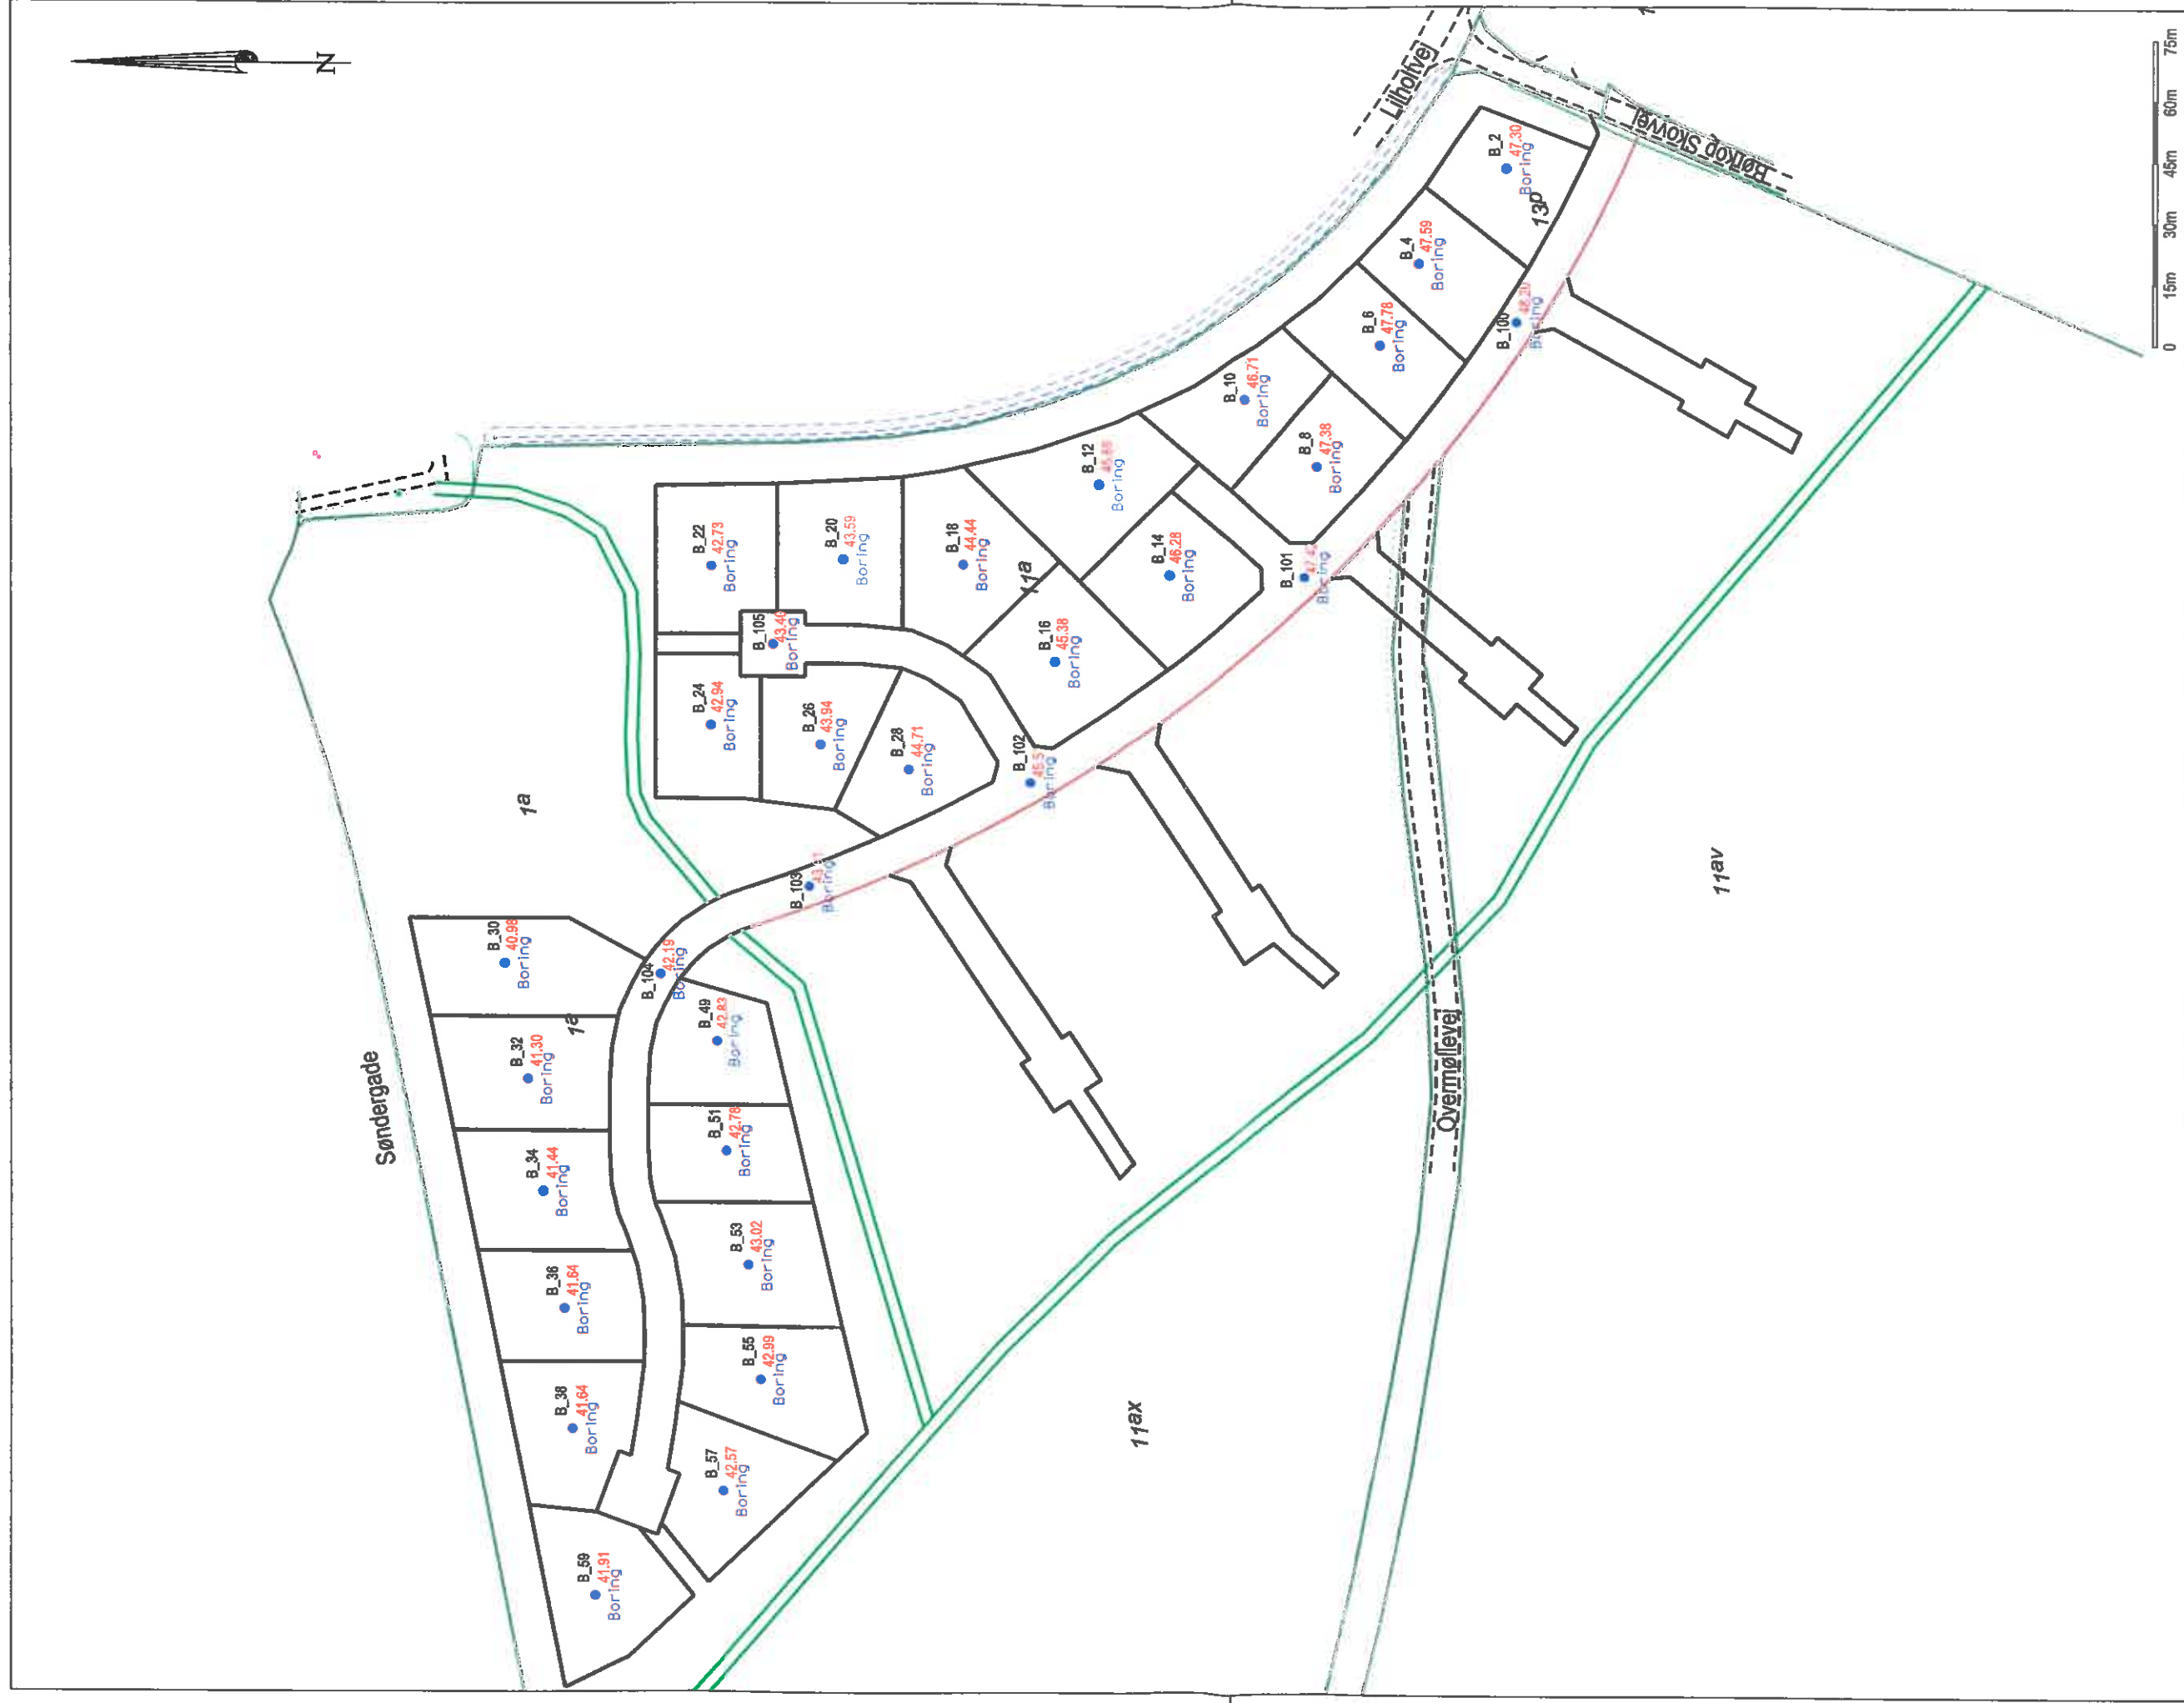 N
Lilholtvej
Børkop Skovvej
Søndergade
Overmøllevej
1a
1a
11a
13p
11av
11ax
B_2
47.30
Boring
B_4
47.59
Boring
B_6
47.78
Boring
B_8
47.38
Boring
B_10
46.71
Boring
B_12
Boring
B_14
46.28
Boring
B_16
45.38
Boring
B_18
44.44
Boring
B_20
43.59
Boring
B_22
42.73
Boring
B_24
42.94
Boring
B_26
43.94
Boring
B_28
44.71
Boring
B_30
40.98
Boring
B_32
41.30
Boring
B_34
41.44
Boring
B_36
41.64
Boring
B_38
41.64
Boring
B_49
42.83
Boring
B_51
42.78
Boring
B_53
43.02
Boring
B_55
42.99
Boring
B_57
42.57
Boring
B_59
41.91
Boring
B_100
Boring
B_101
Boring
B_102
Boring
B_103
Boring
B_104
42.19
Boring
B_105
Boring
0 15m 30m 45m 60m 75m